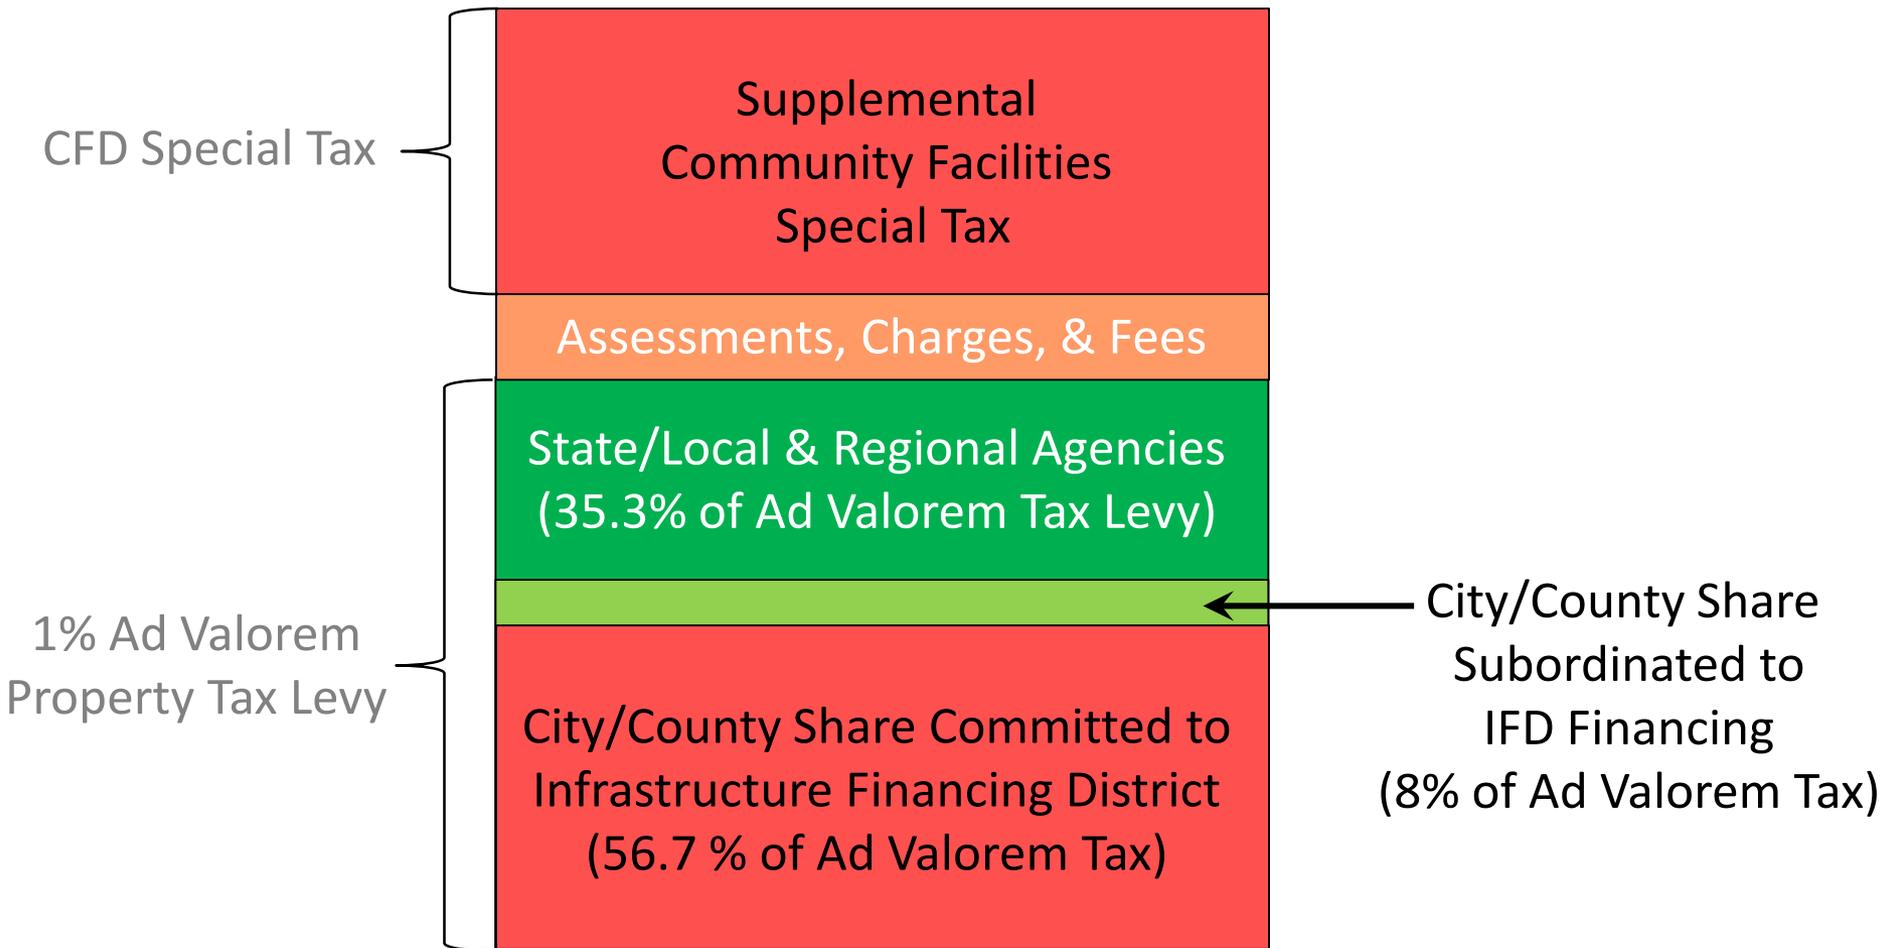 CFD Special Tax
Supplemental
Community Facilities
Special Tax
Assessments, Charges, & Fees
1% Ad Valorem
Property Tax Levy
State/Local & Regional Agencies
(35.3% of Ad Valorem Tax Levy)
City/County Share Committed to
Infrastructure Financing District
(56.7 % of Ad Valorem Tax)
City/County Share
Subordinated to
IFD Financing
(8% of Ad Valorem Tax)